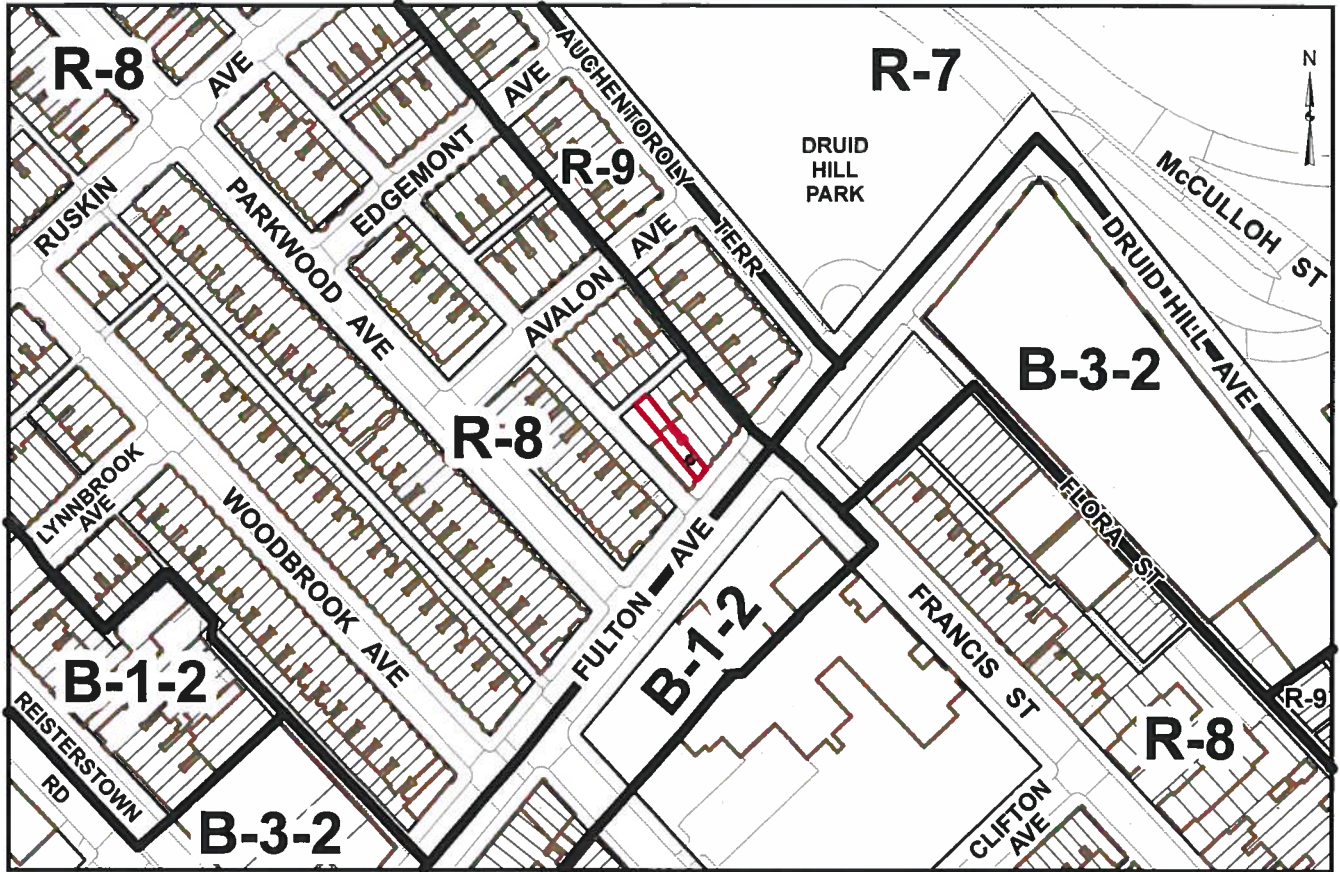 R-8
AVE
AVE
AUCHENTOROLY
TERR
R-7
N
DRUID
HILL
PARK
McCULLOH ST
R-9
EDGEMONT
RUSKIN
PARKWOOD AVE
AVE
AVALON
DRUID HILL AVE
B-3-2
R-8
LYNNBROOK
AVE
WOODBROOK AVE
FULTON AVE
FLORA ST
B-1-2
FRANCIS ST
B-1-2
REISTERSTOWN
RD
B-3-2
R-9
R-8
CLIFTON
AVE